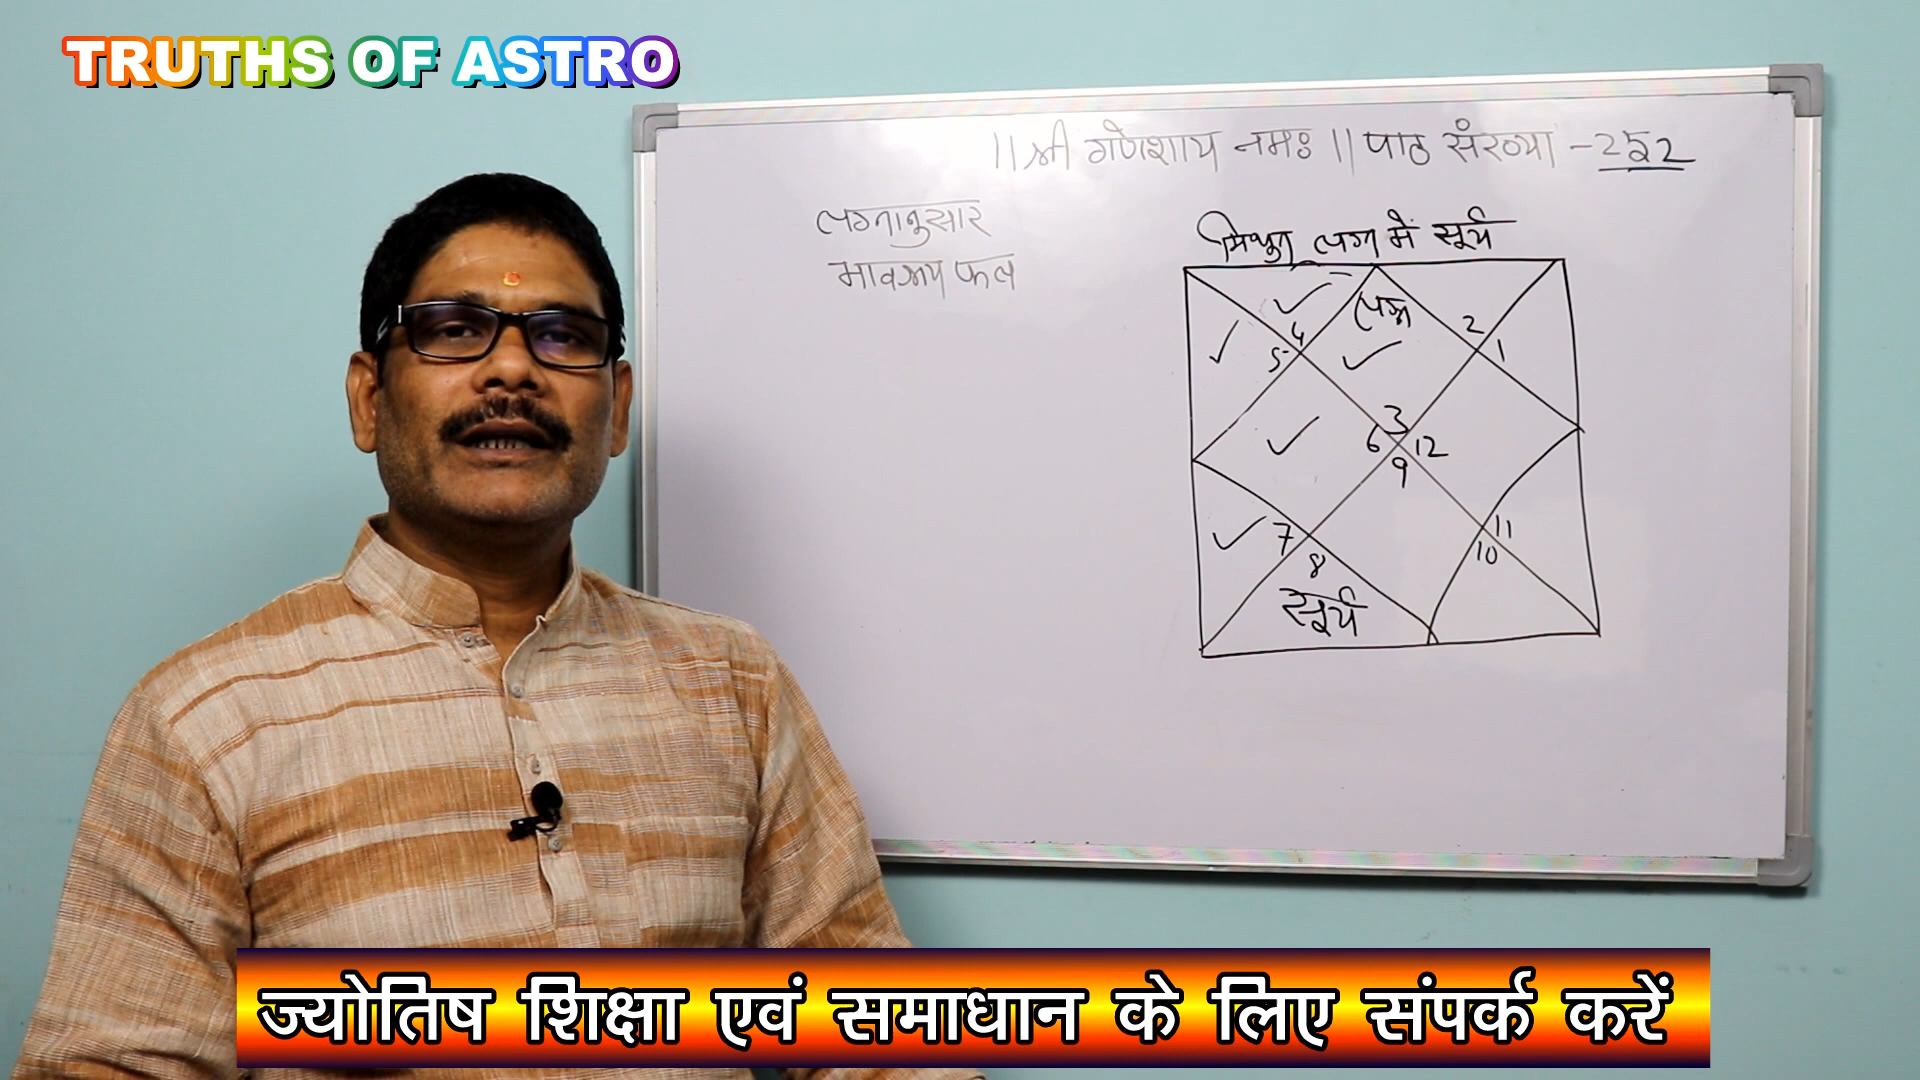 TRUTHS OF ASTRO
|| श्री गणेशाय नमः || पाठ संख्या - 252
लग्नानुसार
भावमय फल
मिथुन लग्न में सूर्य
लग्न
4 2
5 1
3
6 12
9
7 11
8 10
सूर्य
ज्योतिष शिक्षा एवं समाधान के लिए संपर्क करें